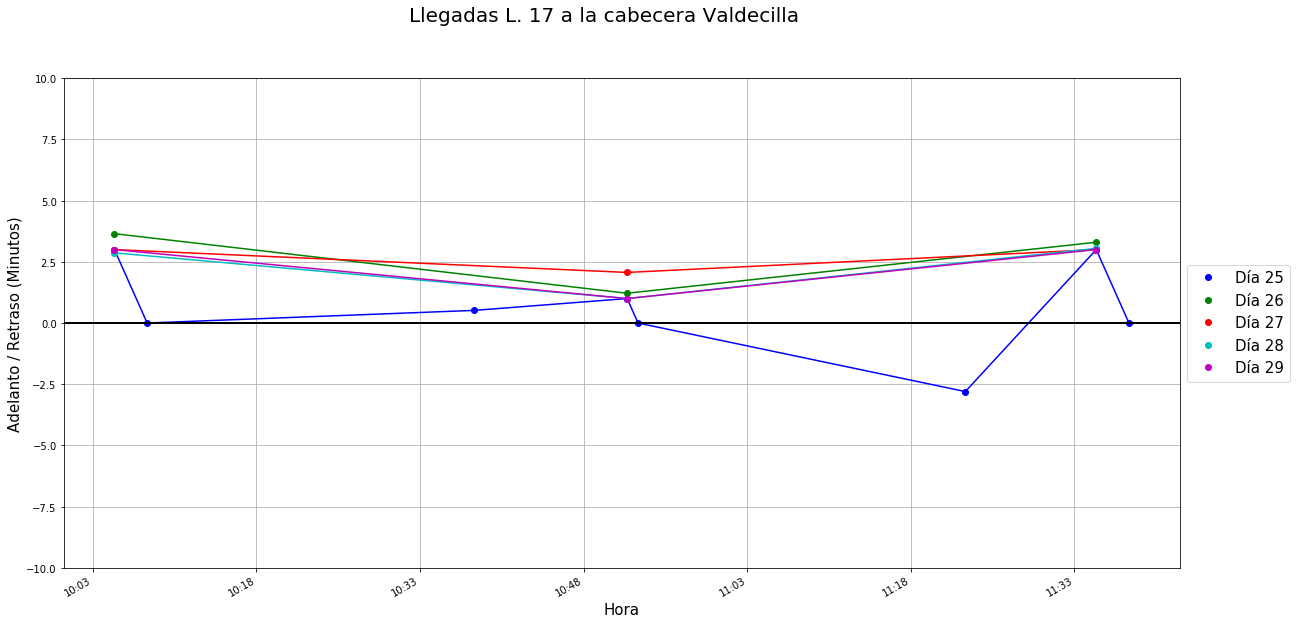 Llegadas L. 17 a la cabecera Valdecilla
10.0
7.5
5.0
2.5
0.0
−2.5
−5.0
−7.5
−10.0
Adelanto / Retraso (Minutos)
10:03
10:18
10:33
10:48
11:03
11:18
11:33
Hora
Día 25
Día 26
Día 27
Día 28
Día 29